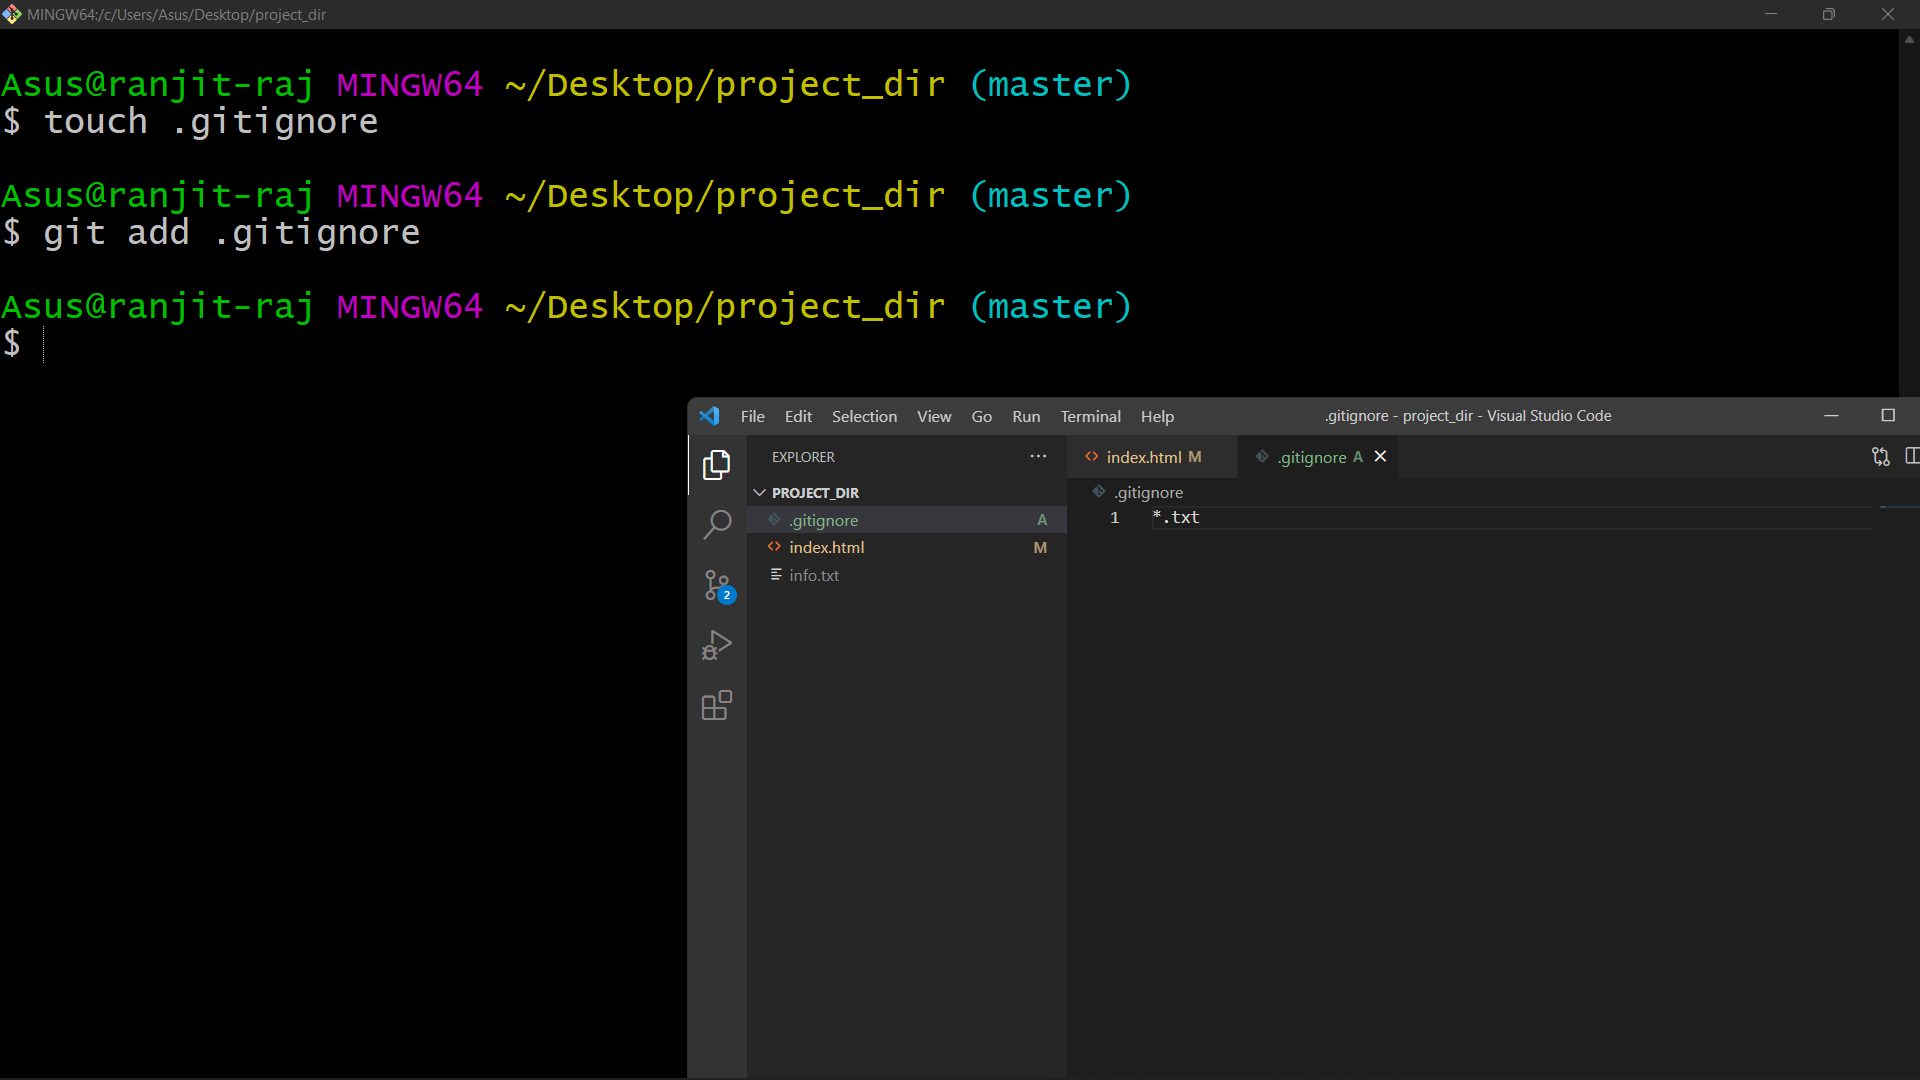 MINGW64:/c/Users/Asus/Desktop/project_dir
Asus@ranjit-raj MINGW64 ~/Desktop/project_dir (master)
$ touch .gitignore
Asus@ranjit-raj MINGW64 ~/Desktop/project_dir (master)
$ git add .gitignore
Asus@ranjit-raj MINGW64 ~/Desktop/project_dir (master)
$
File Edit Selection View Go Run Terminal Help .gitignore - project_dir - Visual Studio Code
EXPLORER
PROJECT_DIR
.gitignore A
index.html M
info.txt
2
index.html M .gitignore A
.gitignore
1 *.txt